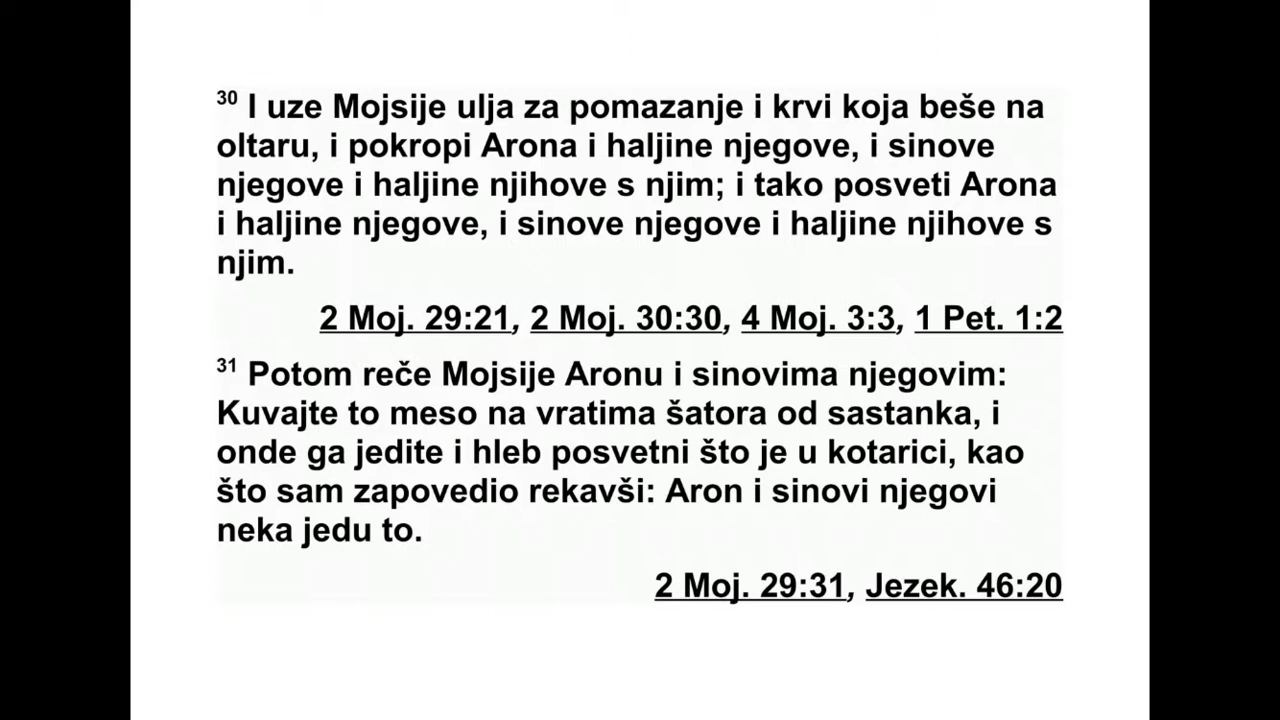 30 I uze Mojsije ulja za pomazanje i krvi koja beše na
oltaru, i pokropi Arona i haljine njegove, i sinove
njegove i haljine njihove s njim; i tako posveti Arona
i haljine njegove, i sinove njegove i haljine njihove s
njim.
2 Moj. 29:21, 2 Moj. 30:30, 4 Moj. 3:3, 1 Pet. 1:2
31 Potom reče Mojsije Aronu i sinovima njegovim:
Kuvajte to meso na vratima šatora od sastanka, i
onde ga jedite i hleb posvetni što je u kotarici, kao
što sam zapovedio rekavši: Aron i sinovi njegovi
neka jedu to.
2 Moj. 29:31, Jezek. 46:20